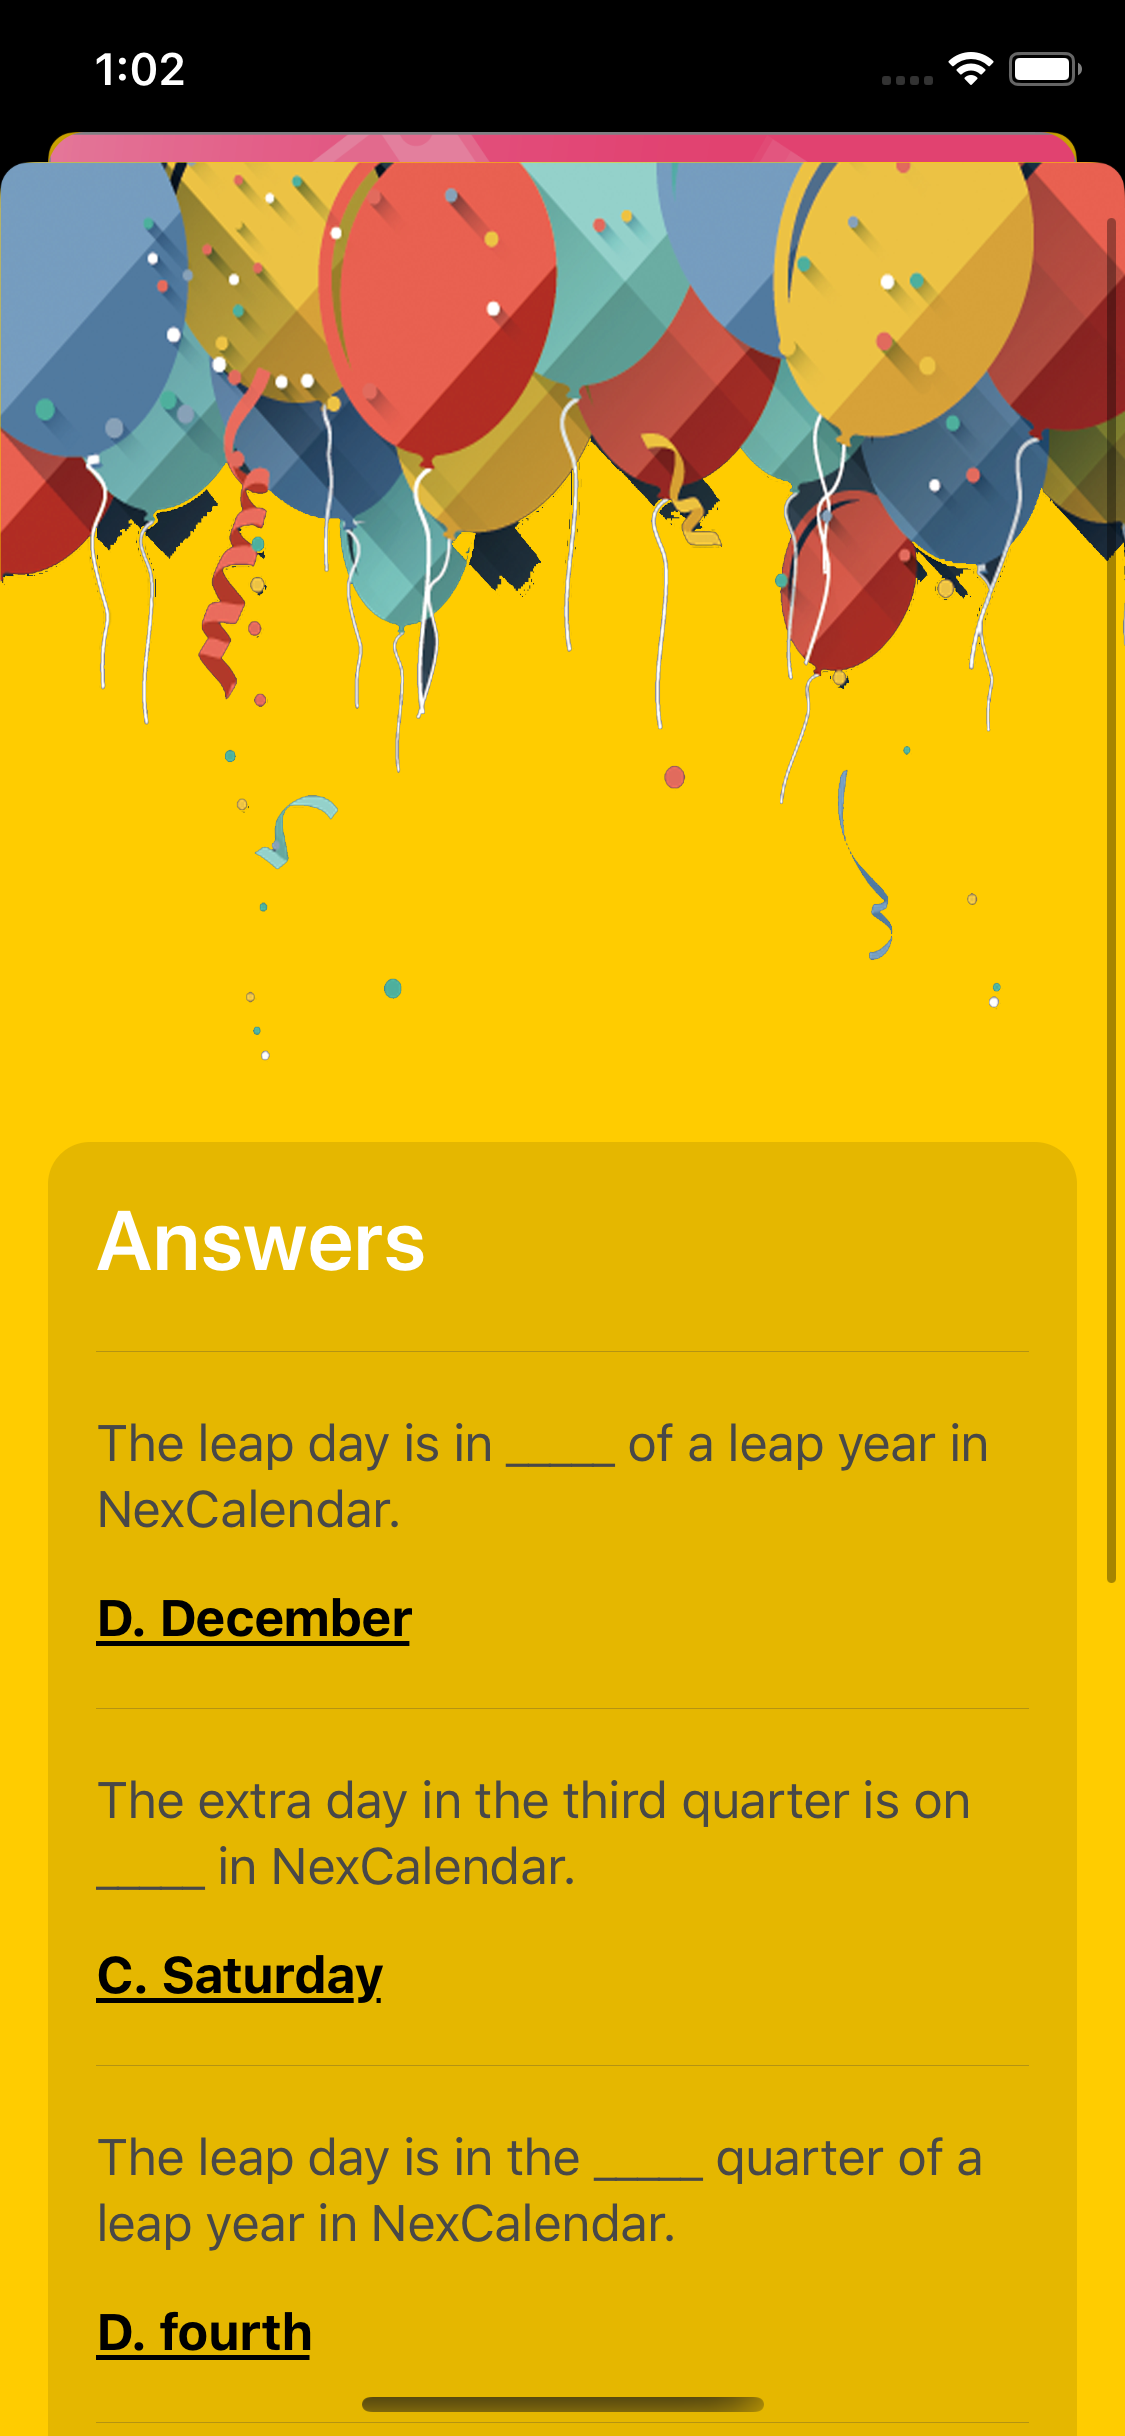 1:02
Answers
The leap day is in _____ of a leap year in
NexCalendar.
D. December
The extra day in the third quarter is on
_____ in NexCalendar.
C. Saturday
The leap day is in the _____ quarter of a
leap year in NexCalendar.
D. fourth